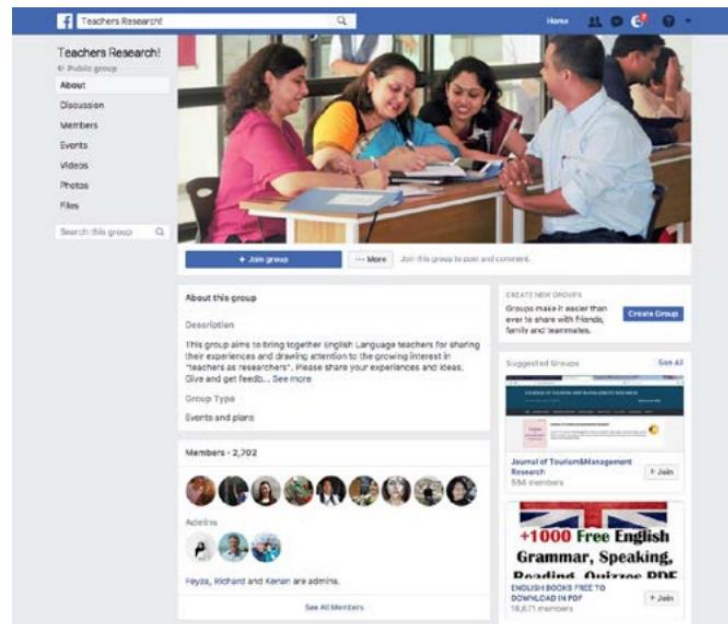 Teachers Research!
Home
Teachers Research!
Public group
About
Discussion
Members
Events
Videos
Photos
Files
Search this group
+ Join group
··· More
Join this group to post and comment.
About this group
Description
This group aims to bring together English Language teachers for sharing
their experiences and drawing attention to the growing interest in
"teachers as researchers". Please share your experiences and ideas.
Give and get feedb... See more
Group Type
Events and plans
Members · 2,702
Admins
Feyza, Richard and Kenan are admins.
See All Members
CREATE NEW GROUPS
Groups make it easier than
ever to share with friends,
family and teammates.
Create Group
Suggested Groups
See All
Journal of Tourism&Management
Research
+ Join
members
+1000 Free English
Grammar, Speaking,
Reading, Quizzes PDF
ENGLISH BOOKS FREE TO
DOWNLOAD IN PDF
+ Join
members